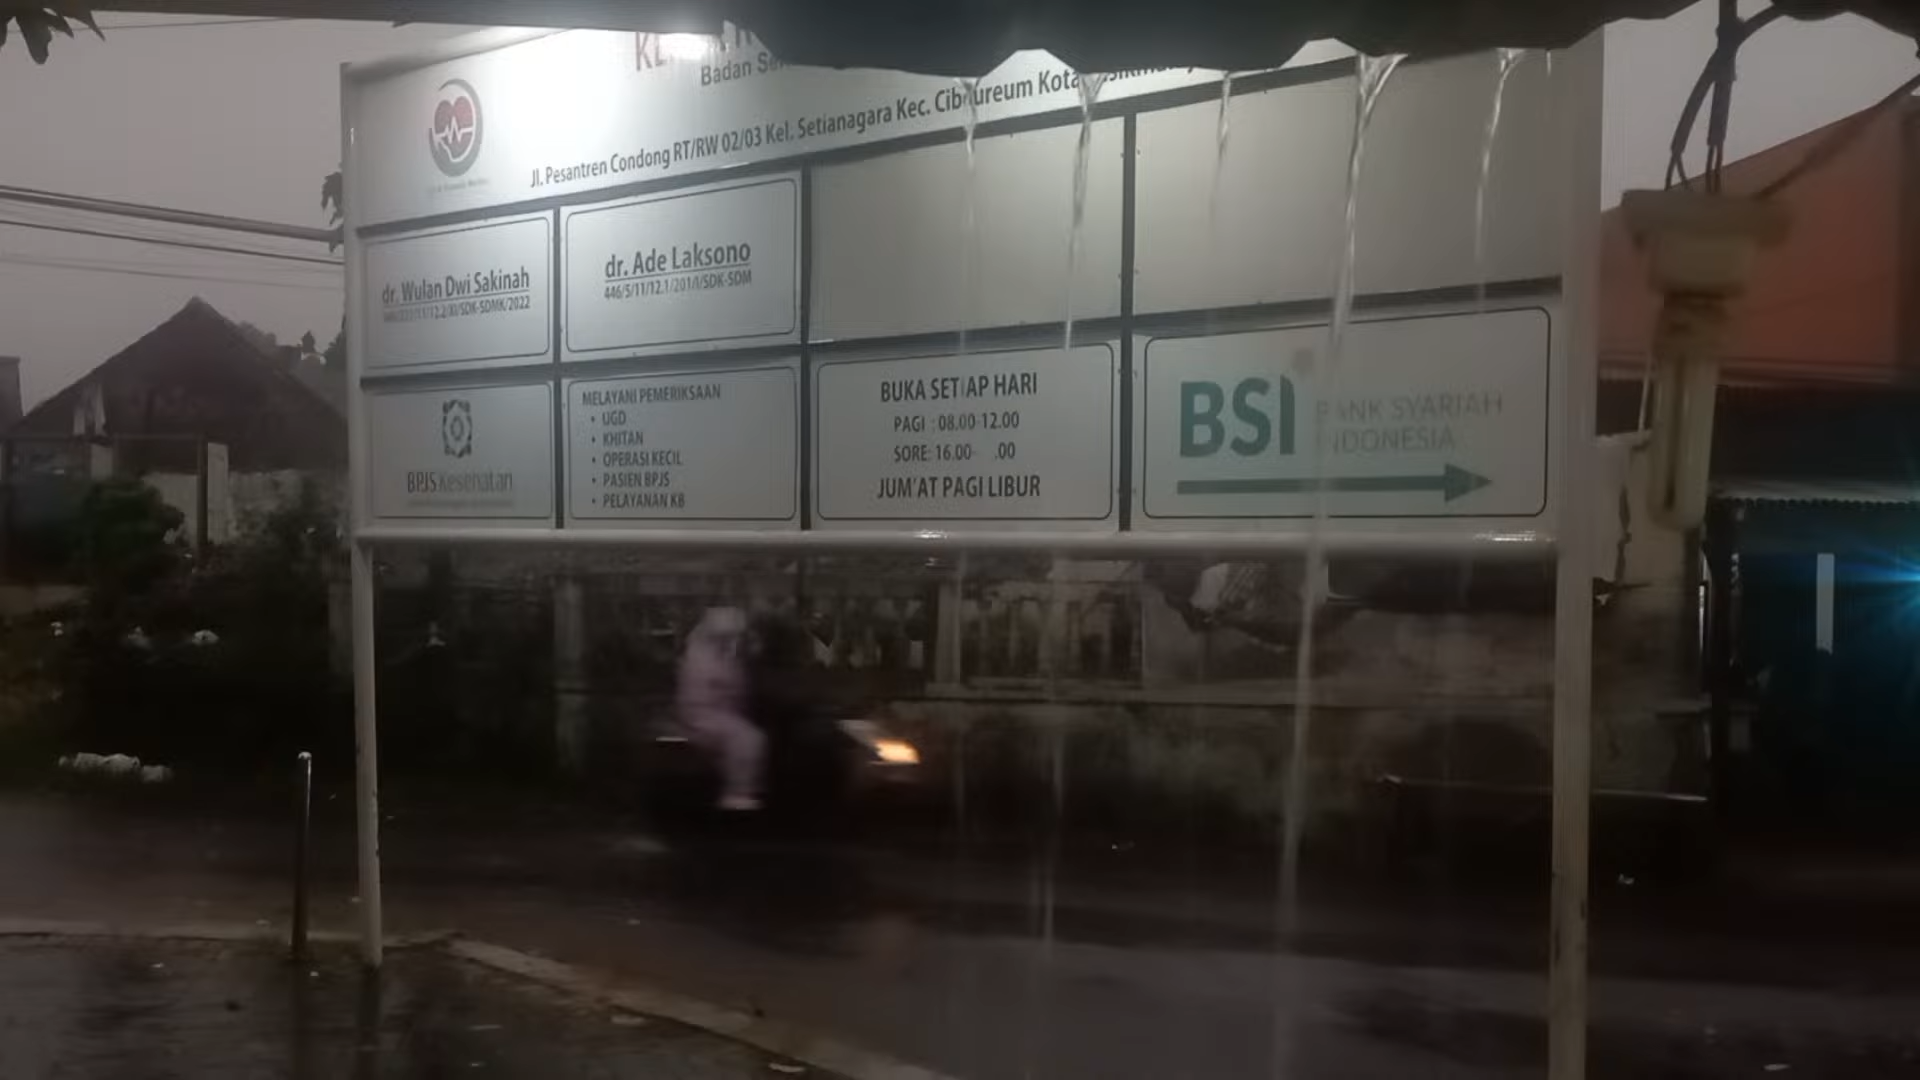 Badan
Jl. Pesantren Condong RT/RW 02/03 Kel. Setianagara Kec. Cibeureum Kota
dr. Wulan Dwi Sakinah
dr. Ade Laksono
446/5/11/12.1/201/I/SDK-SDM
BPJS Kesehatan
MELAYANI PEMERIKSAAN
• UGD
• KHITAN
• OPERASI KECIL
• PASIEN BPJS
• PELAYANAN KB
BUKA SETIAP HARI
PAGI : 08.00-12.00
SORE: 16.00- .00
JUM'AT PAGI LIBUR
BSI BANK SYARIAH
INDONESIA